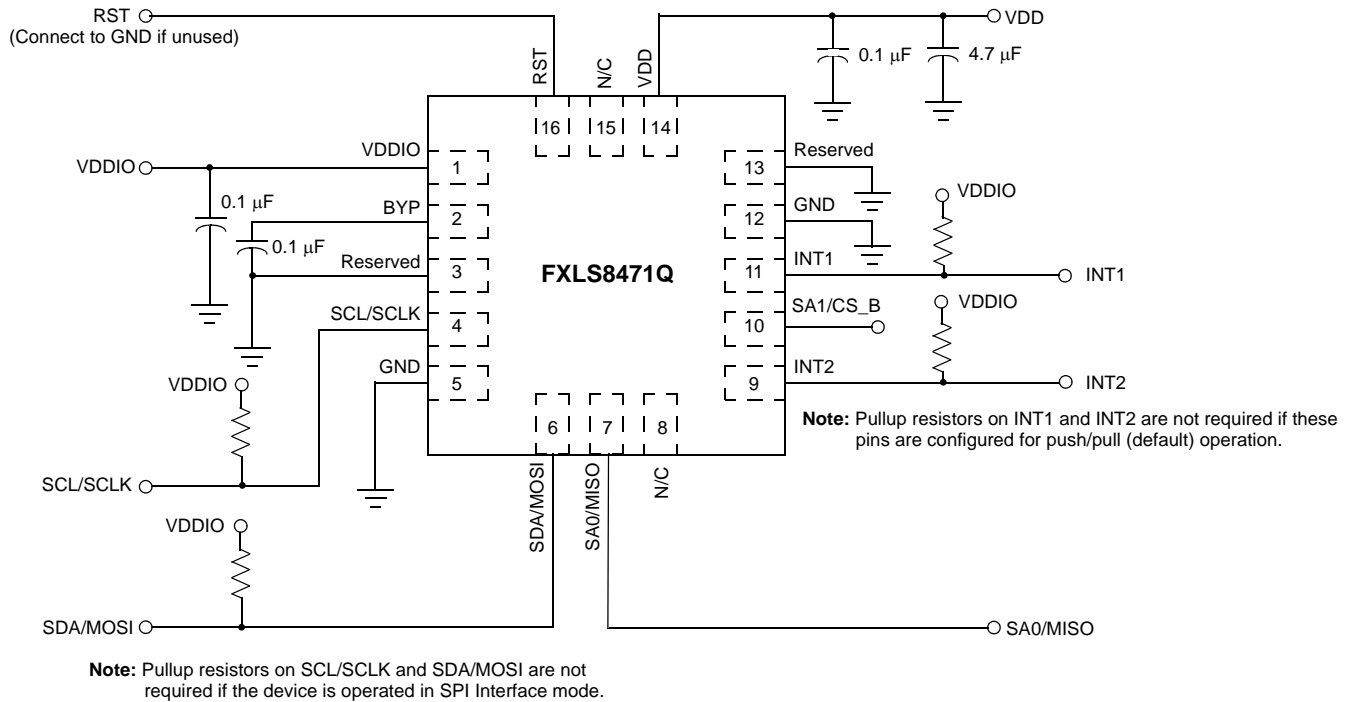 RST
(Connect to GND if unused)
VDD
0.1 μF
4.7 μF
RST
N/C
VDD
16
15
14
VDDIO
VDDIO
1
0.1 μF
BYP
2
0.1 μF
Reserved
3
SCL/SCLK
4
GND
5
FXLS8471Q
Reserved
13
GND
12
VDDIO
INT1
11
INT1
SA1/CS_B
10
VDDIO
INT2
9
INT2
Note: Pullup resistors on INT1 and INT2 are not required if these
pins are configured for push/pull (default) operation.
6
7
8
SDA/MOSI
SA0/MISO
N/C
VDDIO
SCL/SCLK
VDDIO
SDA/MOSI
SA0/MISO
Note: Pullup resistors on SCL/SCLK and SDA/MOSI are not
required if the device is operated in SPI Interface mode.